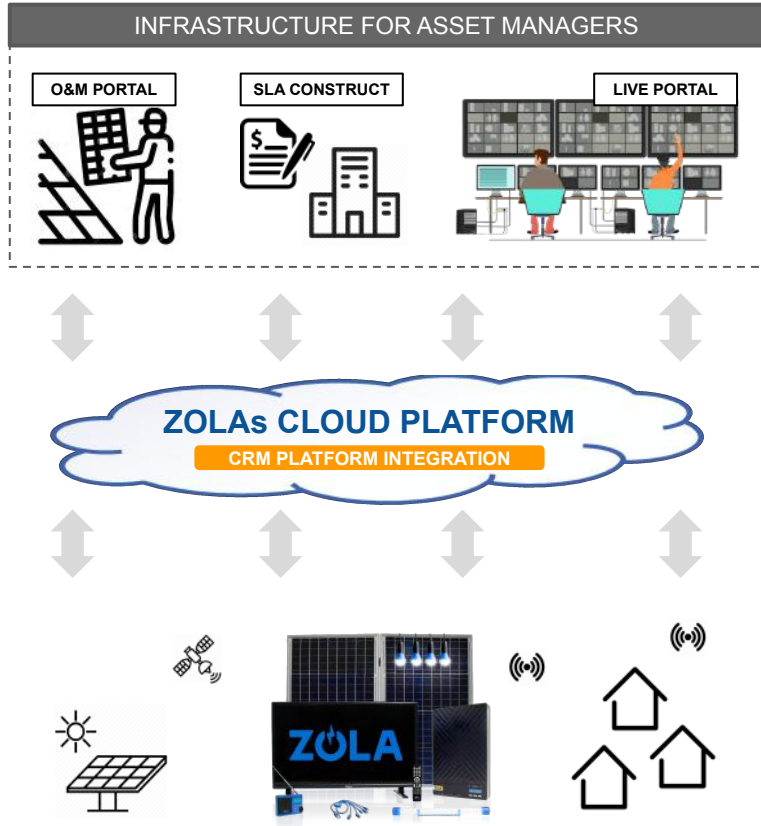 INFRASTRUCTURE FOR ASSET MANAGERS
O&M PORTAL
SLA CONSTRUCT
LIVE PORTAL
$
ZOLAs CLOUD PLATFORM
CRM PLATFORM INTEGRATION
ZOLA